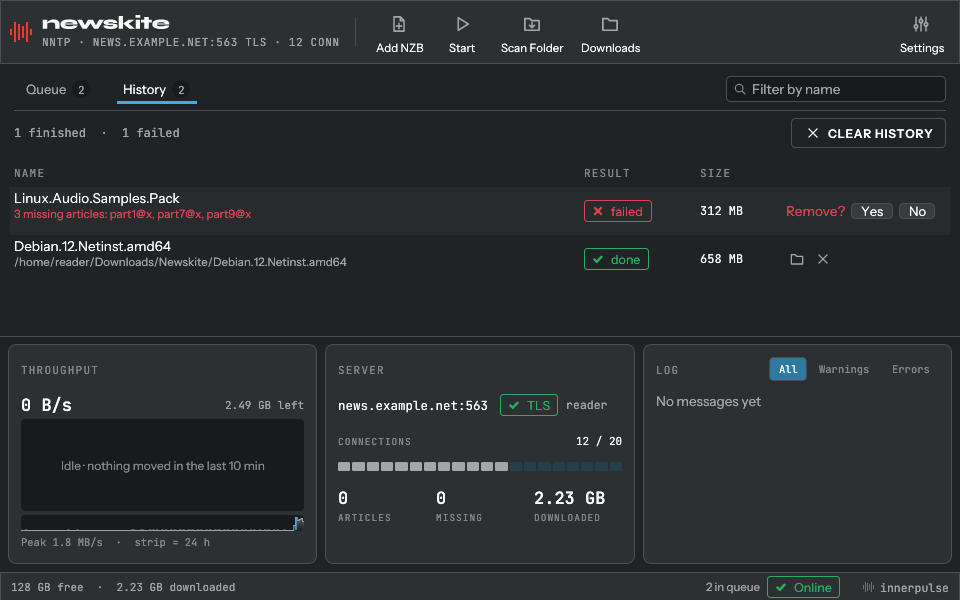 newskite
NNTP · NEWS.EXAMPLE.NET:563 TLS · 12 CONN
Add NZB
Start
Scan Folder
Downloads
Settings
Queue 2
History 2
Filter by name
1 finished · 1 failed
CLEAR HISTORY
NAME RESULT SIZE
Linux.Audio.Samples.Pack
3 missing articles: part1@x, part7@x, part9@x
failed
312 MB
Remove? Yes No
Debian.12.Netinst.amd64
/home/reader/Downloads/Newskite/Debian.12.Netinst.amd64
done
658 MB
THROUGHPUT
0 B/s
2.49 GB left
Idle · nothing moved in the last 10 min
Peak 1.8 MB/s · strip = 24 h
SERVER
news.example.net:563 TLS reader
CONNECTIONS 12 / 20
0 0 2.23 GB
ARTICLES MISSING DOWNLOADED
LOG All Warnings Errors
No messages yet
128 GB free · 2.23 GB downloaded
2 in queue Online innerpulse